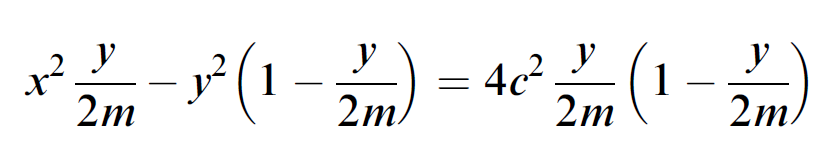 x² y/2m − y²(1 − y/2m) = 4c² y/2m (1 − y/2m)